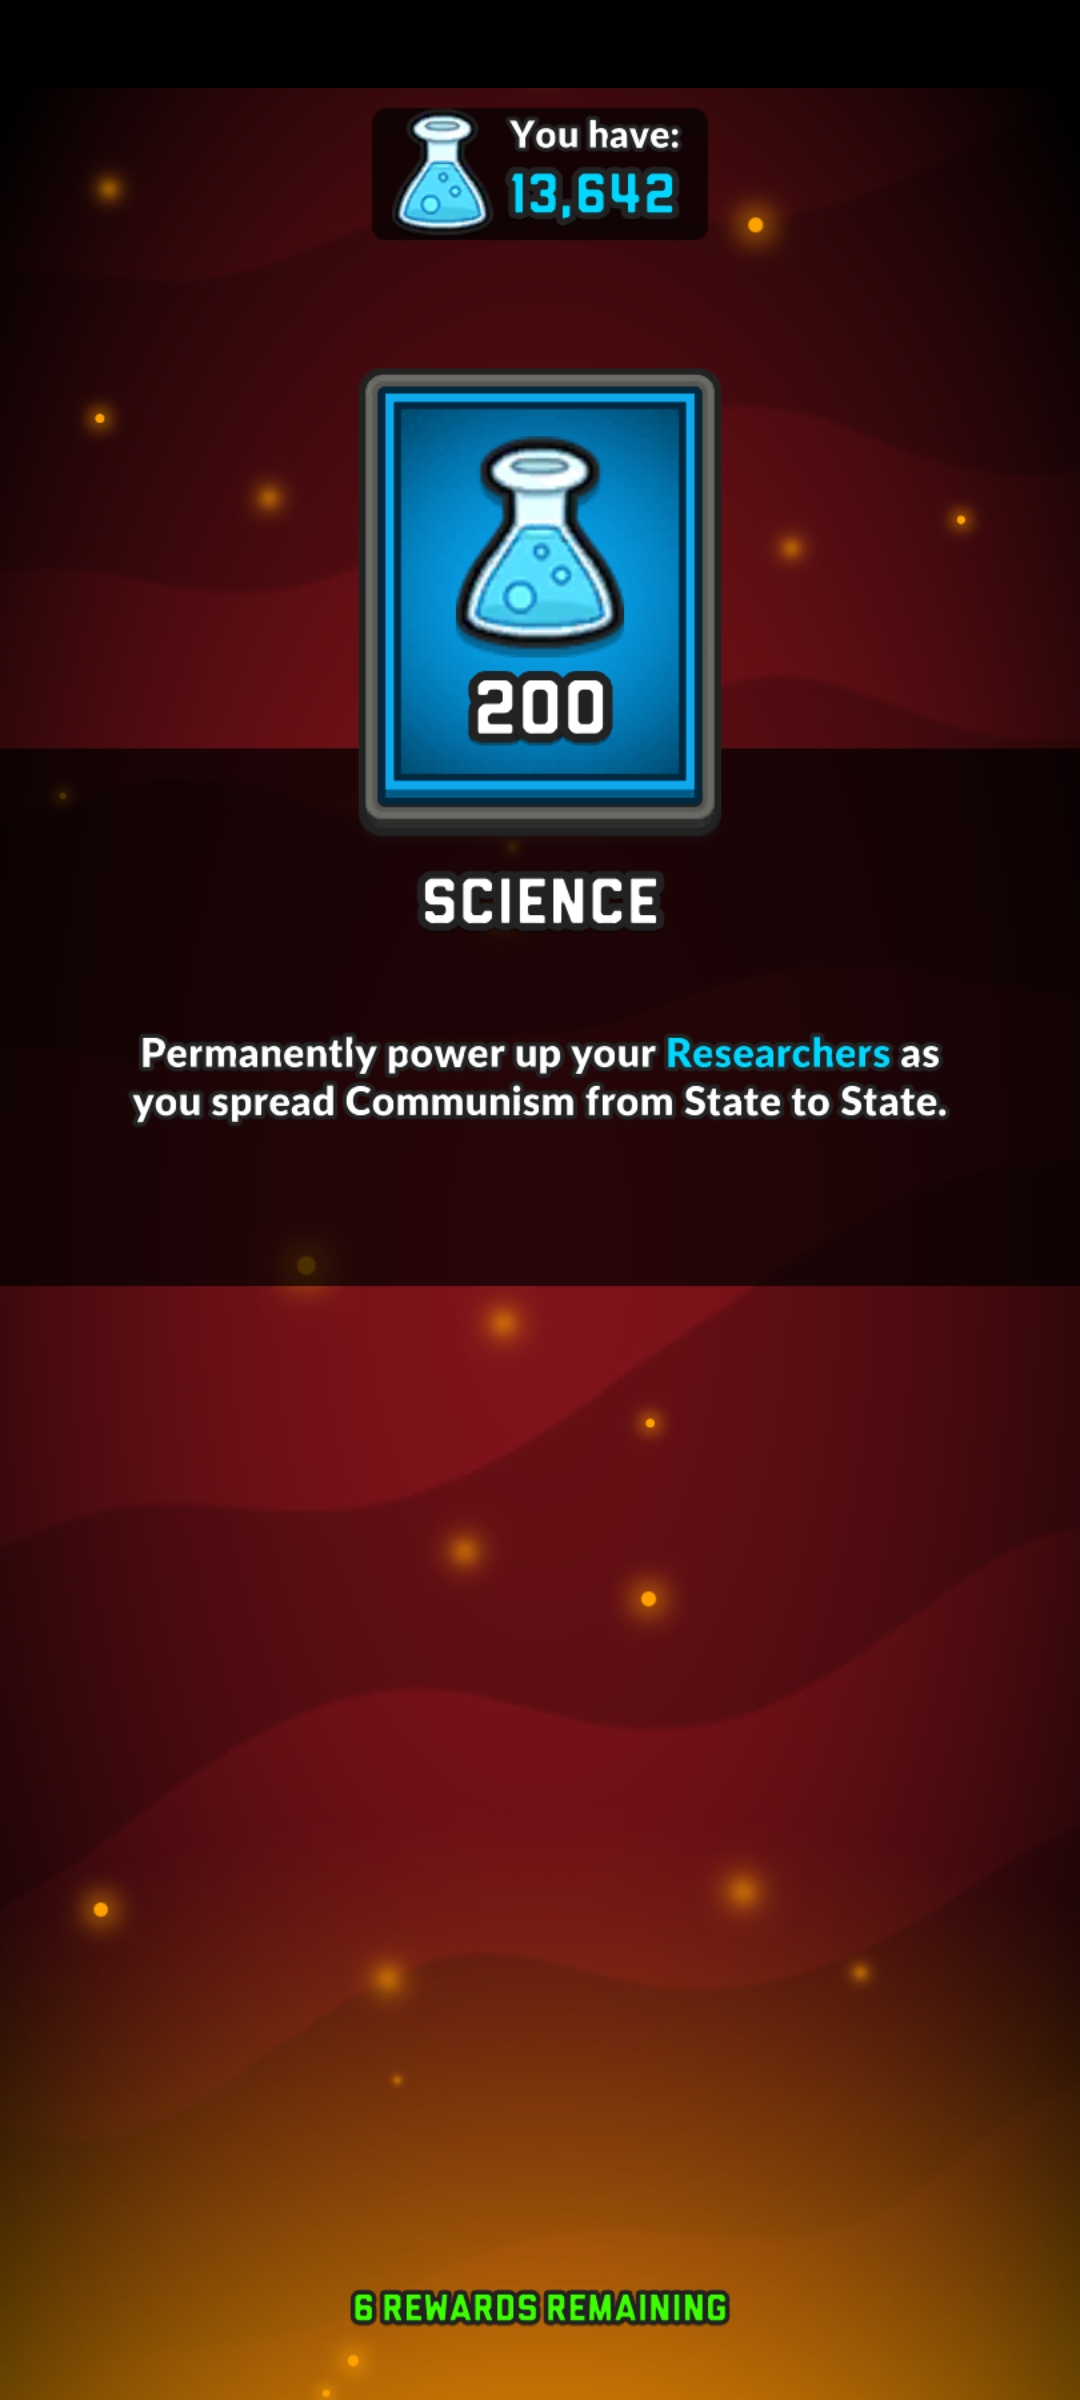 You have:
13,642
200
SCIENCE
Permanently power up your Researchers as
you spread Communism from State to State.
6 REWARDS REMAINING